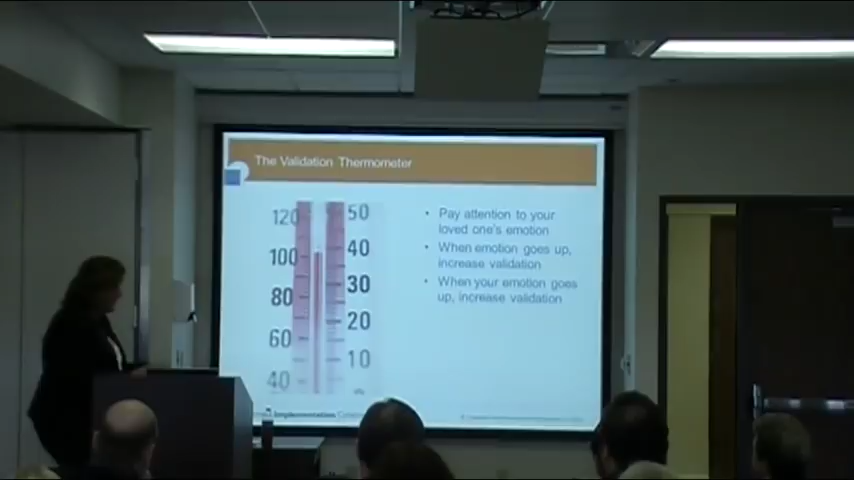 The Validation Thermometer
120
100
80
60
40
50
40
30
20
10
• Pay attention to your
loved one's emotion
• When emotion goes up,
increase validation
• When your emotion goes
up, increase validation
Implementation